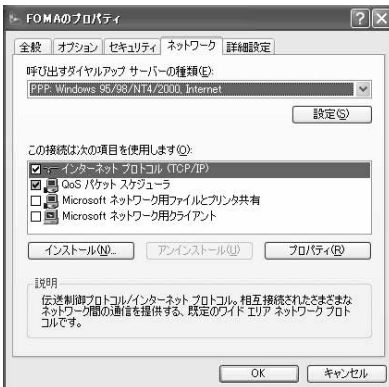 FOMAのプロパティ
全般 オプション セキュリティ ネットワーク 詳細設定
呼び出すダイヤルアップ サーバーの種類(E):
PPP: Windows 95/98/NT4/2000, Internet
設定(S)
この接続は次の項目を使用します(O):
インターネット プロトコル (TCP/IP)
QoS パケット スケジューラ
Microsoft ネットワーク用ファイルとプリンタ共有
Microsoft ネットワーク用クライアント
インストール(N)... アンインストール(U) プロパティ(R)
説明
伝送制御プロトコル/インターネット プロトコル。相互接続されたさまざまな
ネットワーク間の通信を提供する、既定のワイド エリア ネットワーク プロト
コルです。
OK キャンセル